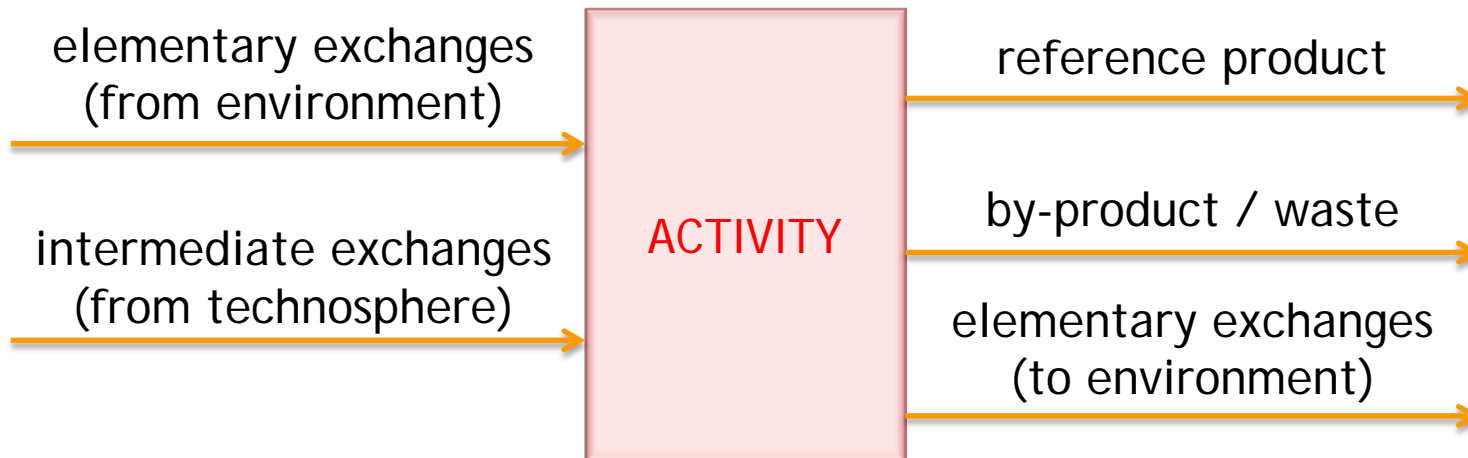 elementary exchanges
(from environment)
intermediate exchanges
(from technosphere)
ACTIVITY
reference product
by-product / waste
elementary exchanges
(to environment)